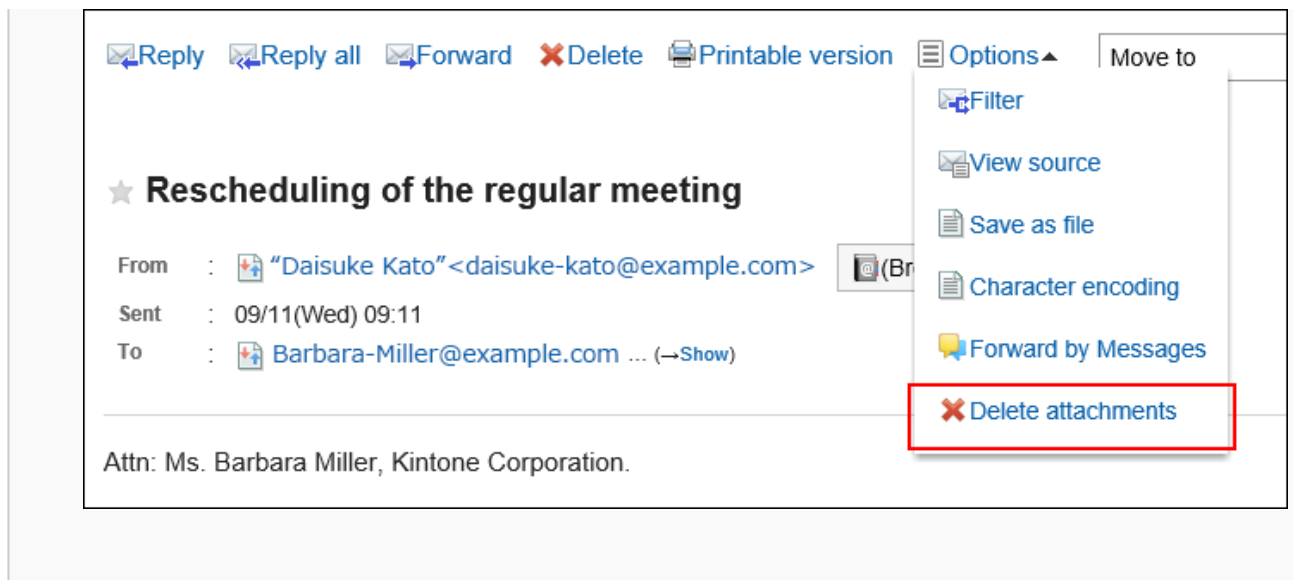 Reply Reply all Forward Delete Printable version Options▲ Move to
Filter
View source
Save as file
Character encoding
Forward by Messages
Delete attachments
Rescheduling of the regular meeting
From : “Daisuke Kato”<daisuke-kato@example.com> (Br
Sent : 09/11(Wed) 09:11
To : Barbara-Miller@example.com ... (→Show)
Attn: Ms. Barbara Miller, Kintone Corporation.